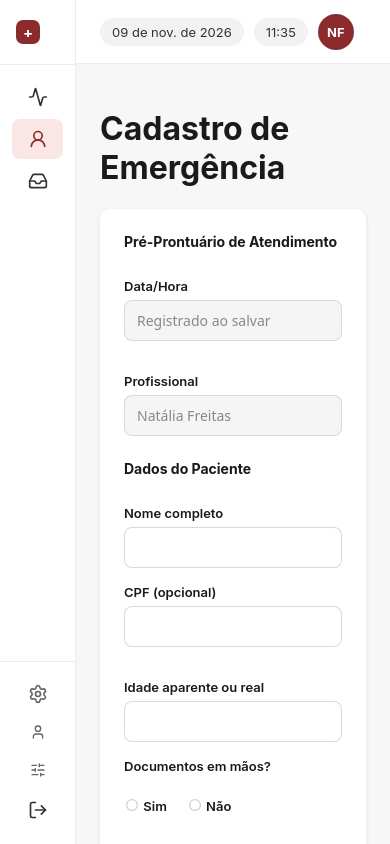 +
09 de nov. de 2026
11:35
NF
Cadastro de
Emergência
Pré-Prontuário de Atendimento
Data/Hora
Registrado ao salvar
Profissional
Natália Freitas
Dados do Paciente
Nome completo
CPF (opcional)
Idade aparente ou real
Documentos em mãos?
Sim
Não